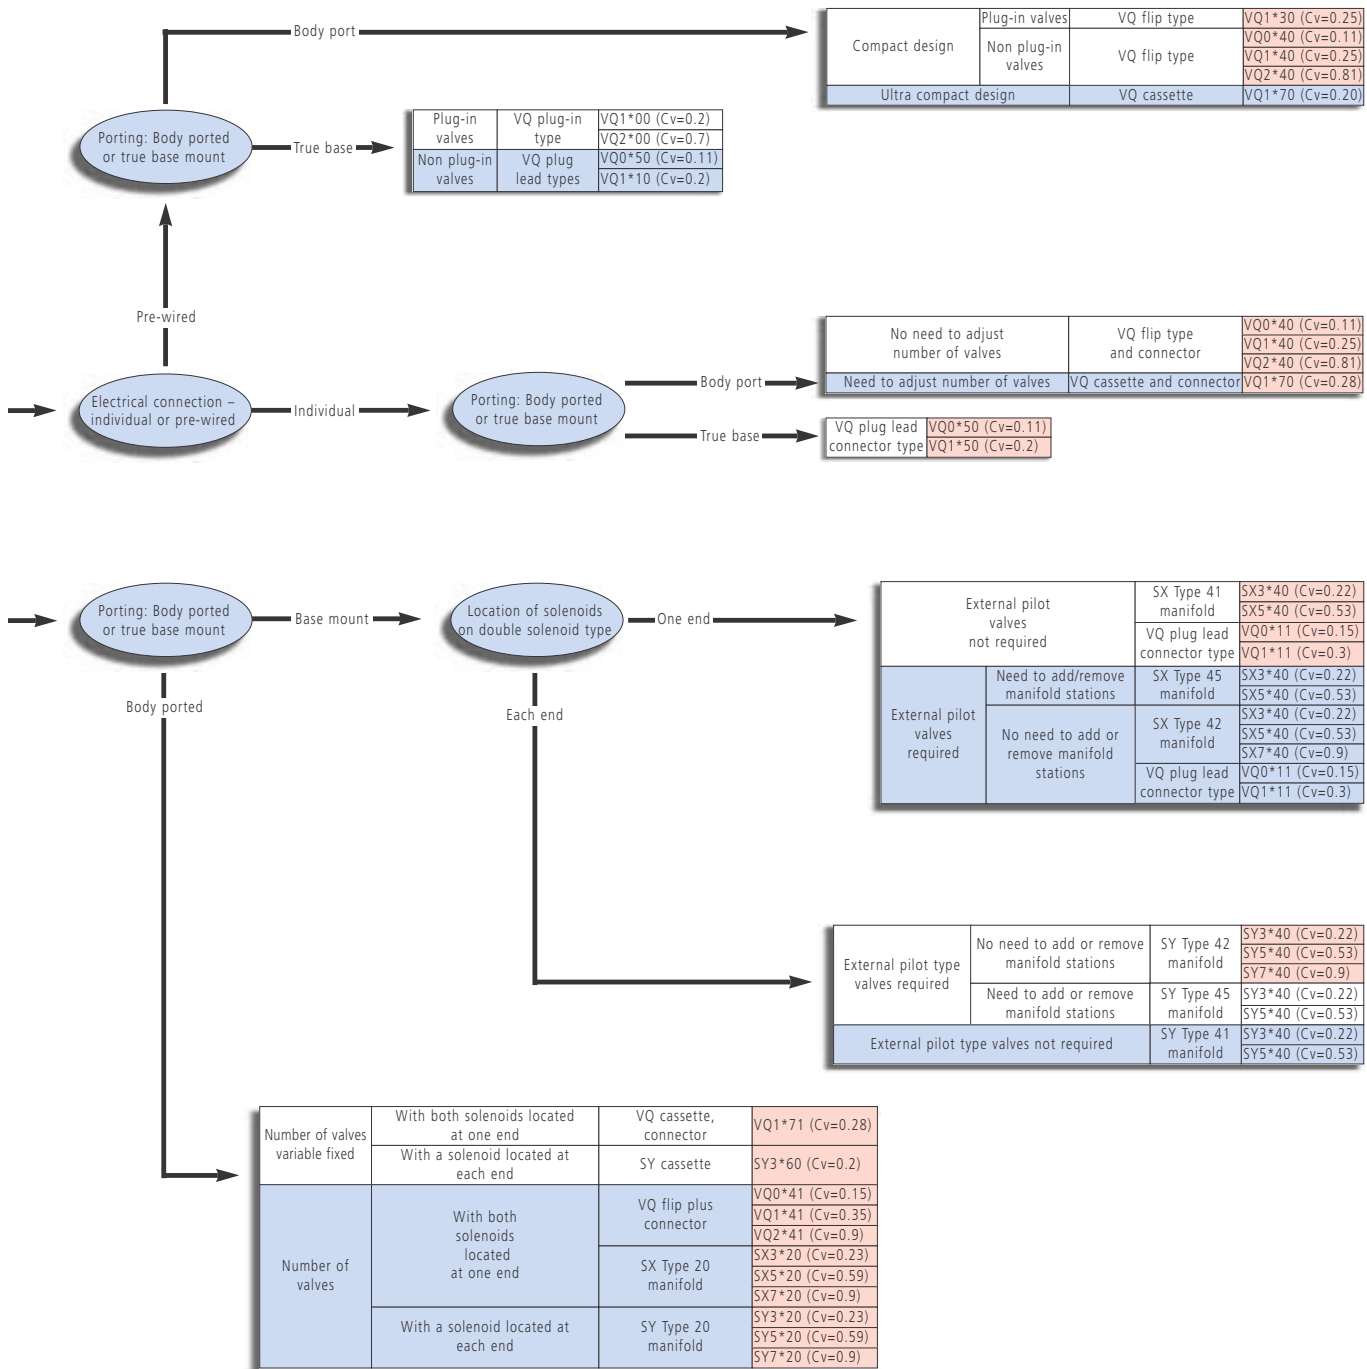 Body port
Compact design
Plug-in valves
VQ flip type
VQ1*30 (Cv=0.25)
Non plug-in
valves
VQ flip type
VQ0*40 (Cv=0.11)
VQ1*40 (Cv=0.25)
VQ2*40 (Cv=0.81)
Ultra compact design
VQ cassette
VQ1*70 (Cv=0.20)
Porting: Body ported
or true base mount
True base
Plug-in
valves
VQ plug-in
type
VQ1*00 (Cv=0.2)
VQ2*00 (Cv=0.7)
Non plug-in
valves
VQ plug
lead types
VQ0*50 (Cv=0.11)
VQ1*10 (Cv=0.2)
Pre-wired
Electrical connection –
individual or pre-wired
Individual
Porting: Body ported
or true base mount
Body port
No need to adjust
number of valves
VQ flip type
and connector
VQ0*40 (Cv=0.11)
VQ1*40 (Cv=0.25)
VQ2*40 (Cv=0.81)
Need to adjust number of valves
VQ cassette and connector
VQ1*70 (Cv=0.28)
True base
VQ plug lead
connector type
VQ0*50 (Cv=0.11)
VQ1*50 (Cv=0.2)
Porting: Body ported
or true base mount
Base mount
Location of solenoids
on double solenoid type
One end
External pilot
valves
not required
SX Type 41
manifold
SX3*40 (Cv=0.22)
SX5*40 (Cv=0.53)
VQ plug lead
connector type
VQ0*11 (Cv=0.15)
VQ1*11 (Cv=0.3)
External pilot
valves
required
Need to add/remove
manifold stations
SX Type 45
manifold
SX3*40 (Cv=0.22)
SX5*40 (Cv=0.53)
No need to add or
remove manifold
stations
SX Type 42
manifold
SX3*40 (Cv=0.22)
SX5*40 (Cv=0.53)
SX7*40 (Cv=0.9)
VQ plug lead
connector type
VQ0*11 (Cv=0.15)
VQ1*11 (Cv=0.3)
Body ported
Each end
External pilot type
valves required
No need to add or remove
manifold stations
SY Type 42
manifold
SY3*40 (Cv=0.22)
SY5*40 (Cv=0.53)
SY7*40 (Cv=0.9)
Need to add or remove
manifold stations
SY Type 45
manifold
SY3*40 (Cv=0.22)
SY5*40 (Cv=0.53)
External pilot type valves not required
SY Type 41
manifold
SY3*40 (Cv=0.22)
SY5*40 (Cv=0.53)
Number of valves
variable fixed
With both solenoids located
at one end
VQ cassette,
connector
VQ1*71 (Cv=0.28)
With a solenoid located at
each end
SY cassette
SY3*60 (Cv=0.2)
Number of
valves
With both
solenoids
located
at one end
VQ flip plus
connector
VQ0*41 (Cv=0.15)
VQ1*41 (Cv=0.35)
VQ2*41 (Cv=0.9)
SX Type 20
manifold
SX3*20 (Cv=0.23)
SX5*20 (Cv=0.59)
SX7*20 (Cv=0.9)
With a solenoid located at
each end
SY Type 20
manifold
SY3*20 (Cv=0.23)
SY5*20 (Cv=0.59)
SY7*20 (Cv=0.9)